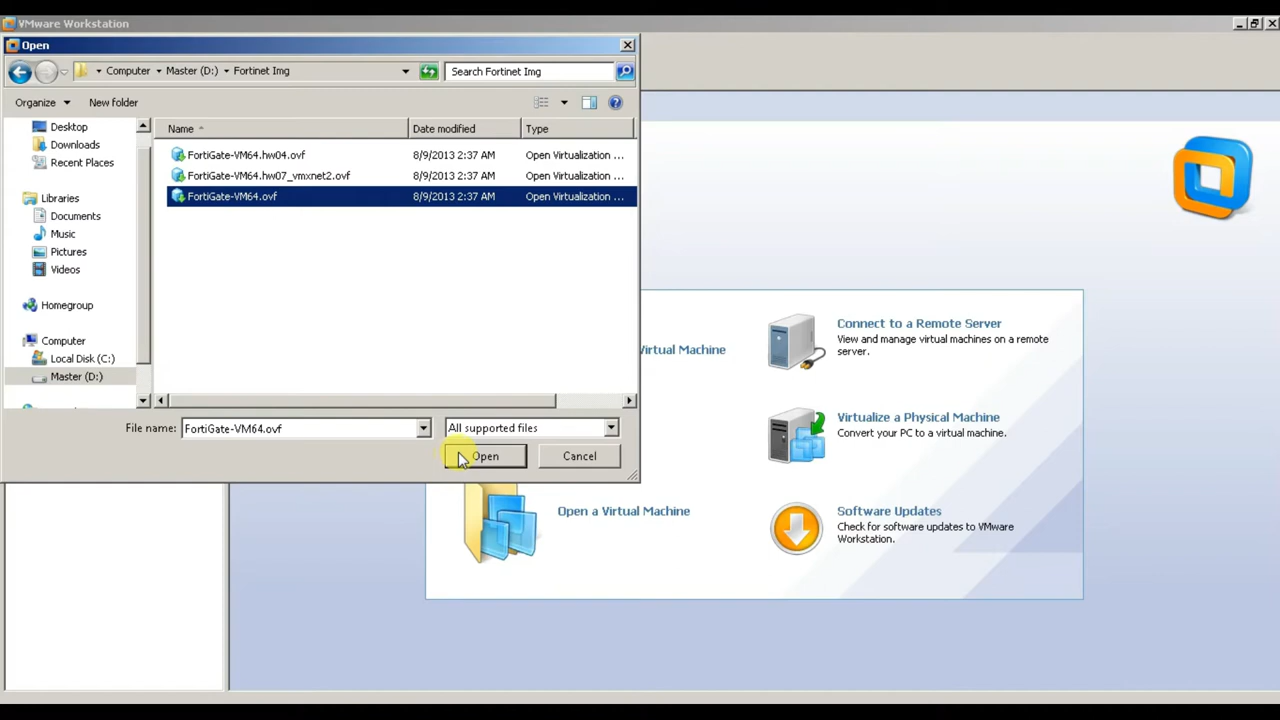 VMware Workstation
Open
Computer Master (D:) Fortinet Img
Search Fortinet Img
Organize New folder
Name Date modified Type
FortiGate-VM64.hw04.ovf 8/9/2013 2:37 AM Open Virtualization ...
FortiGate-VM64.hw07_vmxnet2.ovf 8/9/2013 2:37 AM Open Virtualization ...
FortiGate-VM64.ovf 8/9/2013 2:37 AM Open Virtualization ...
Desktop
Downloads
Recent Places
Libraries
Documents
Music
Pictures
Videos
Homegroup
Computer
Local Disk (C:)
Master (D:)
File name: FortiGate-VM64.ovf All supported files
Open Cancel
Virtual Machine
Open a Virtual Machine
Connect to a Remote Server
View and manage virtual machines on a remote
server.
Virtualize a Physical Machine
Convert your PC to a virtual machine.
Software Updates
Check for software updates to VMware
Workstation.